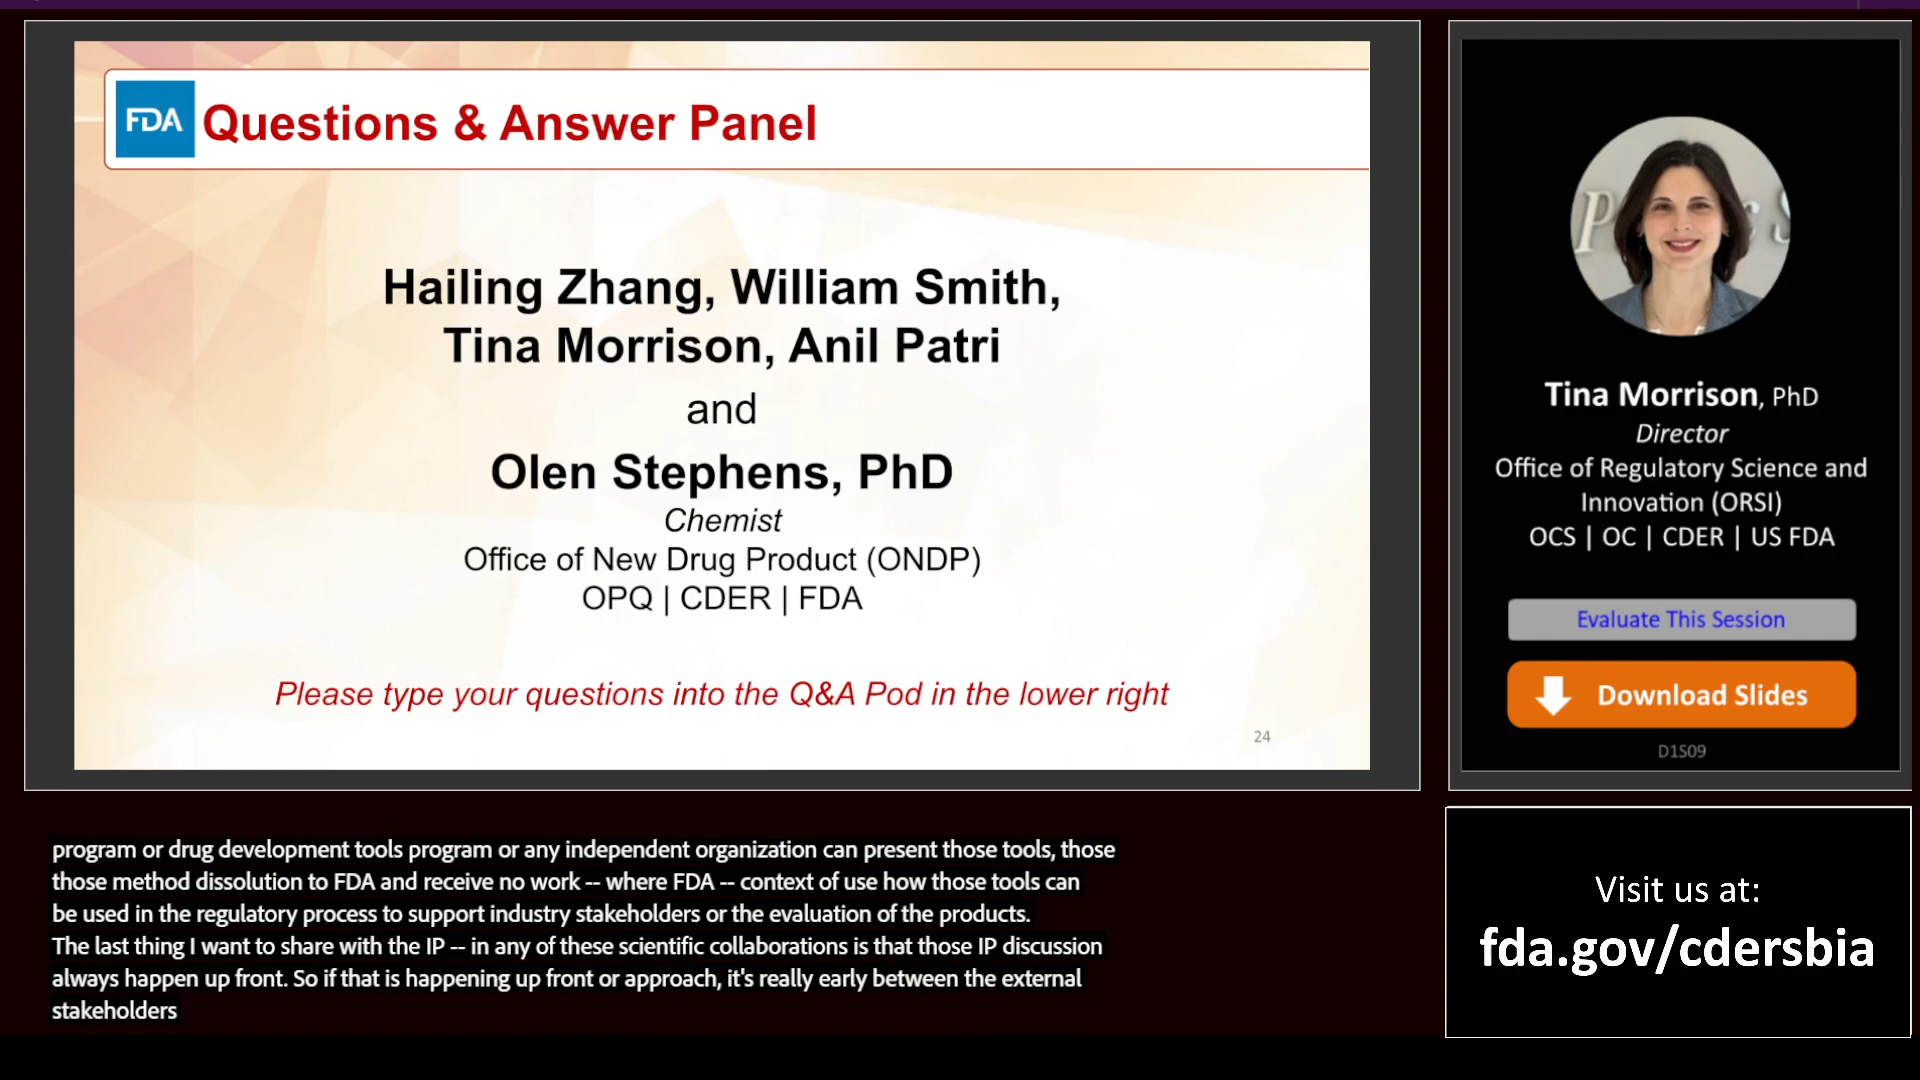 FDA
Questions & Answer Panel
Hailing Zhang, William Smith,
Tina Morrison, Anil Patri
and
Olen Stephens, PhD
Chemist
Office of New Drug Product (ONDP)
OPQ | CDER | FDA
Please type your questions into the Q&A Pod in the lower right
24
Tina Morrison, PhD
Director
Office of Regulatory Science and
Innovation (ORSI)
OCS | OC | CDER | US FDA
Evaluate This Session
Download Slides
D1S09
program or drug development tools program or any independent organization can present those tools, those
those method dissolution to FDA and receive no work -- where FDA -- context of use how those tools can
be used in the regulatory process to support industry stakeholders or the evaluation of the products.
The last thing I want to share with the IP -- in any of these scientific collaborations is that those IP discussion
always happen up front. So if that is happening up front or approach, it's really early between the external
stakeholders
Visit us at:
fda.gov/cdersbia